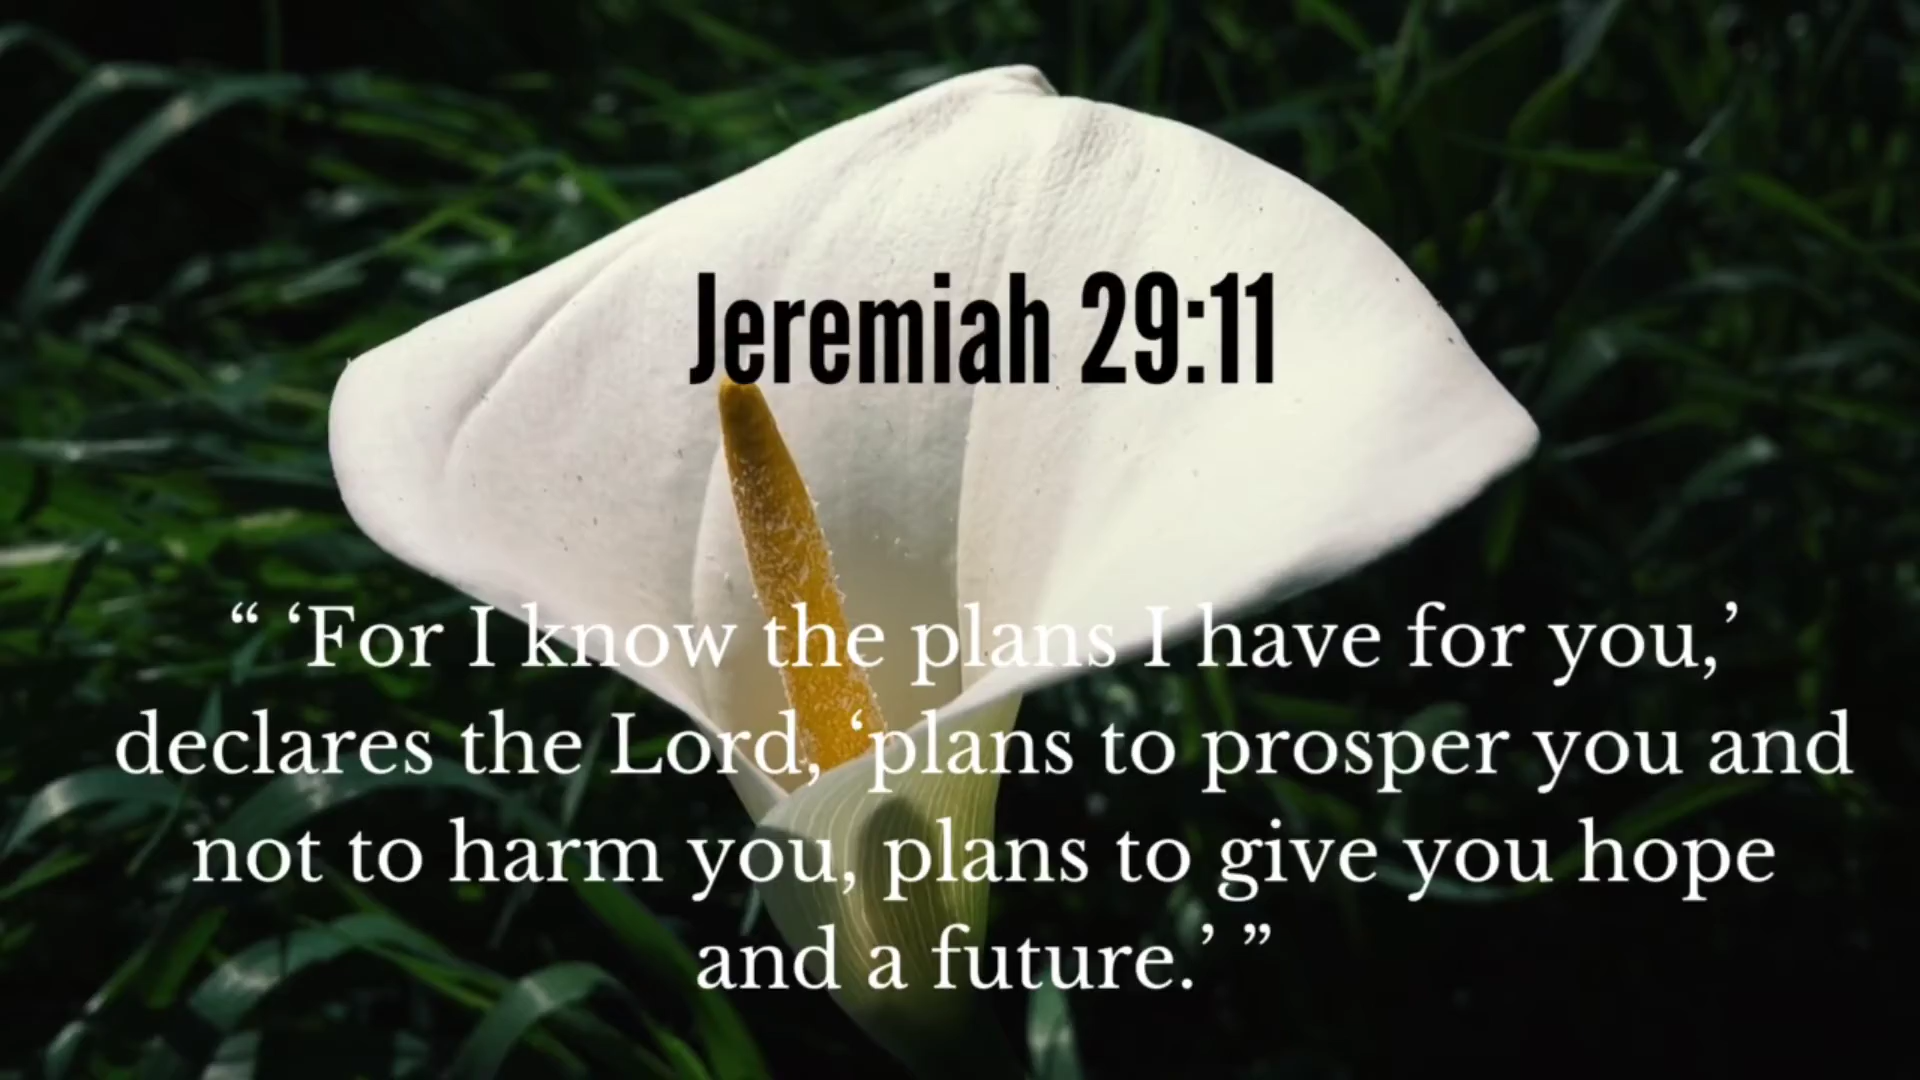 Jeremiah 29:11
“ ‘For I know the plans I have for you,’
declares the Lord, ‘plans to prosper you and
not to harm you, plans to give you hope
and a future.’ ”